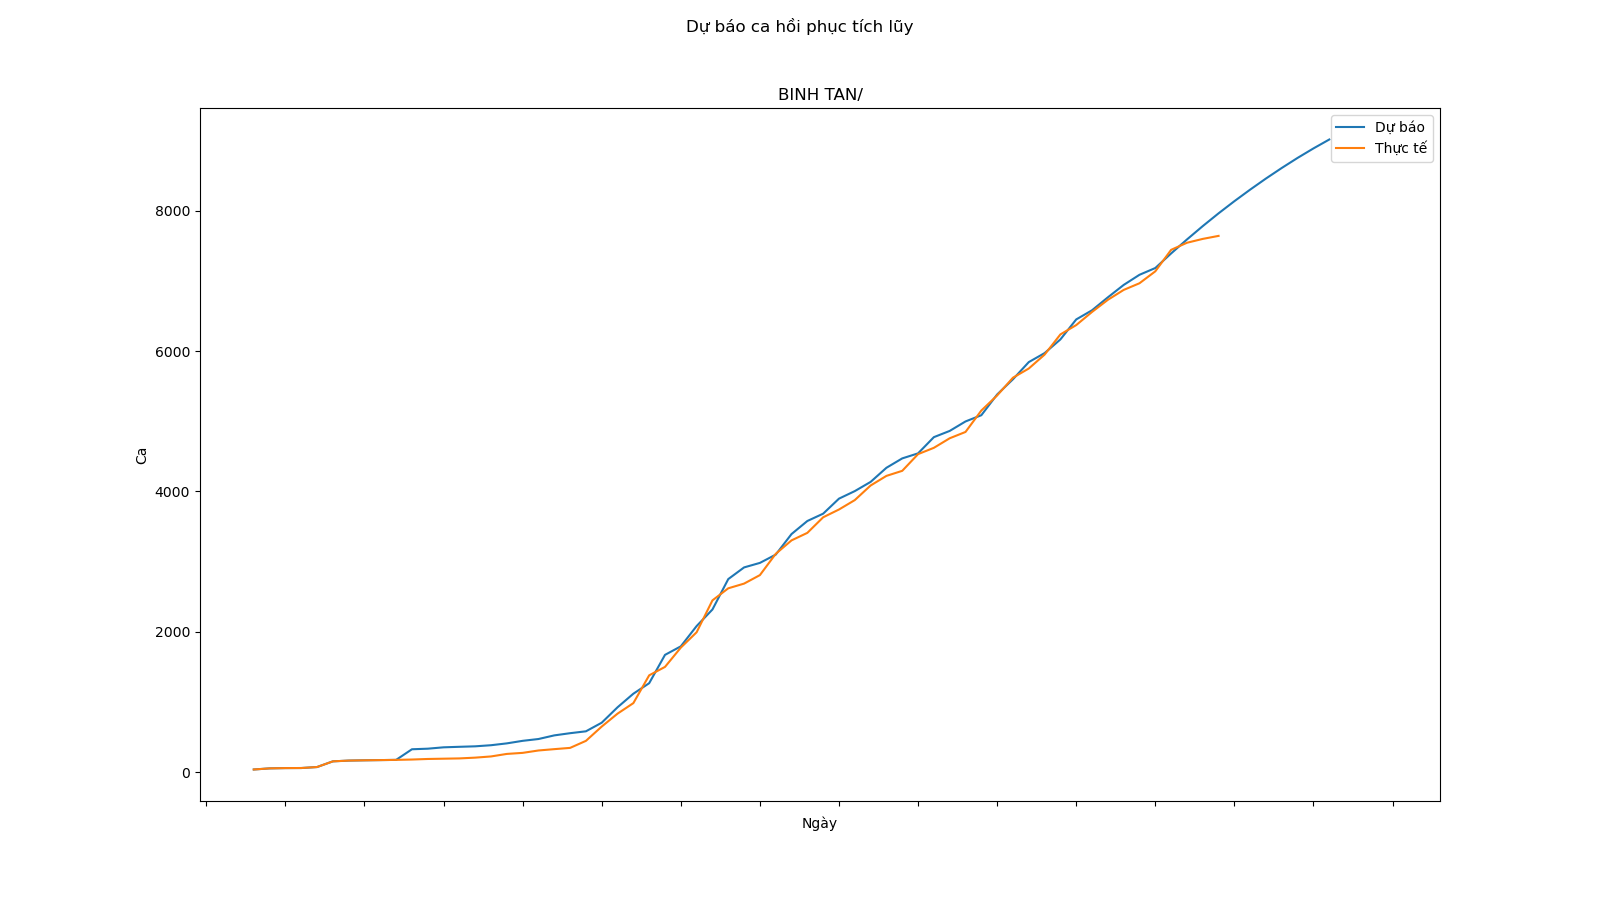 Dự báo ca hồi phục tích lũy
BINH TAN/
Dự báo
Thực tế
8000
6000
4000
2000
0
Ca
Ngày